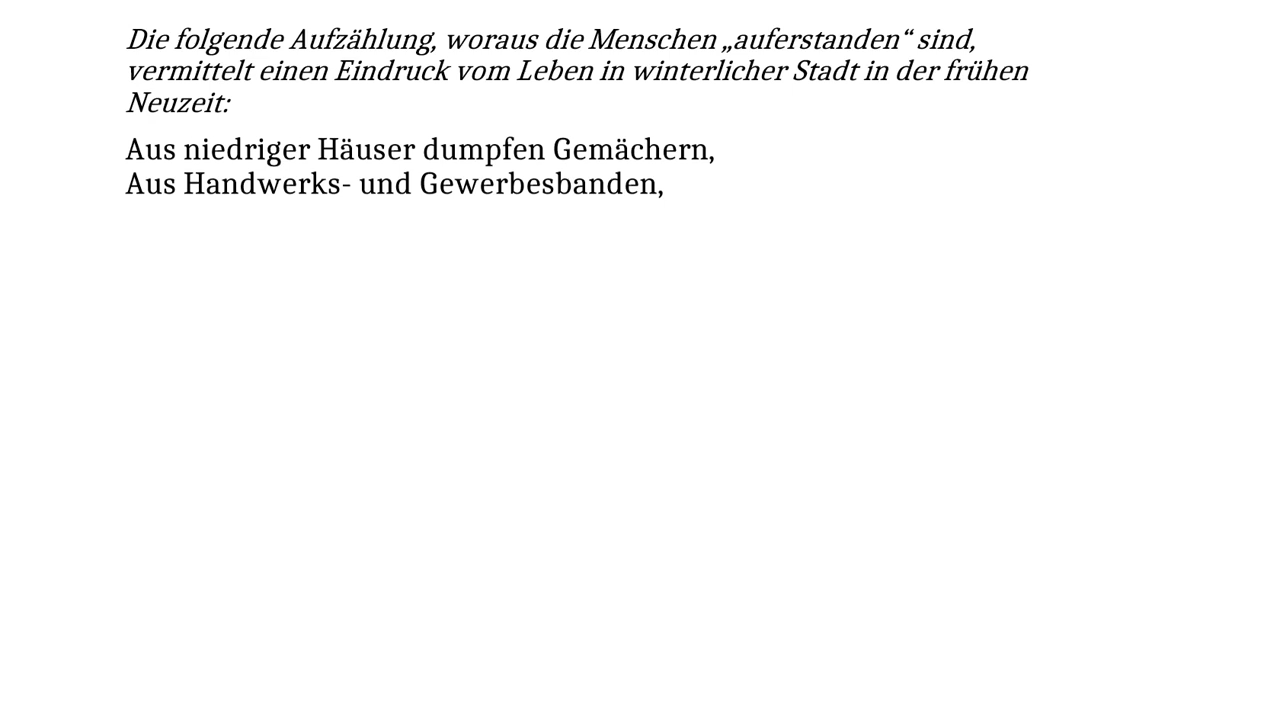 Die folgende Aufzählung, woraus die Menschen „auferstanden“ sind,
vermittelt einen Eindruck vom Leben in winterlicher Stadt in der frühen
Neuzeit:
Aus niedriger Häuser dumpfen Gemächern,
Aus Handwerks- und Gewerbesbanden,